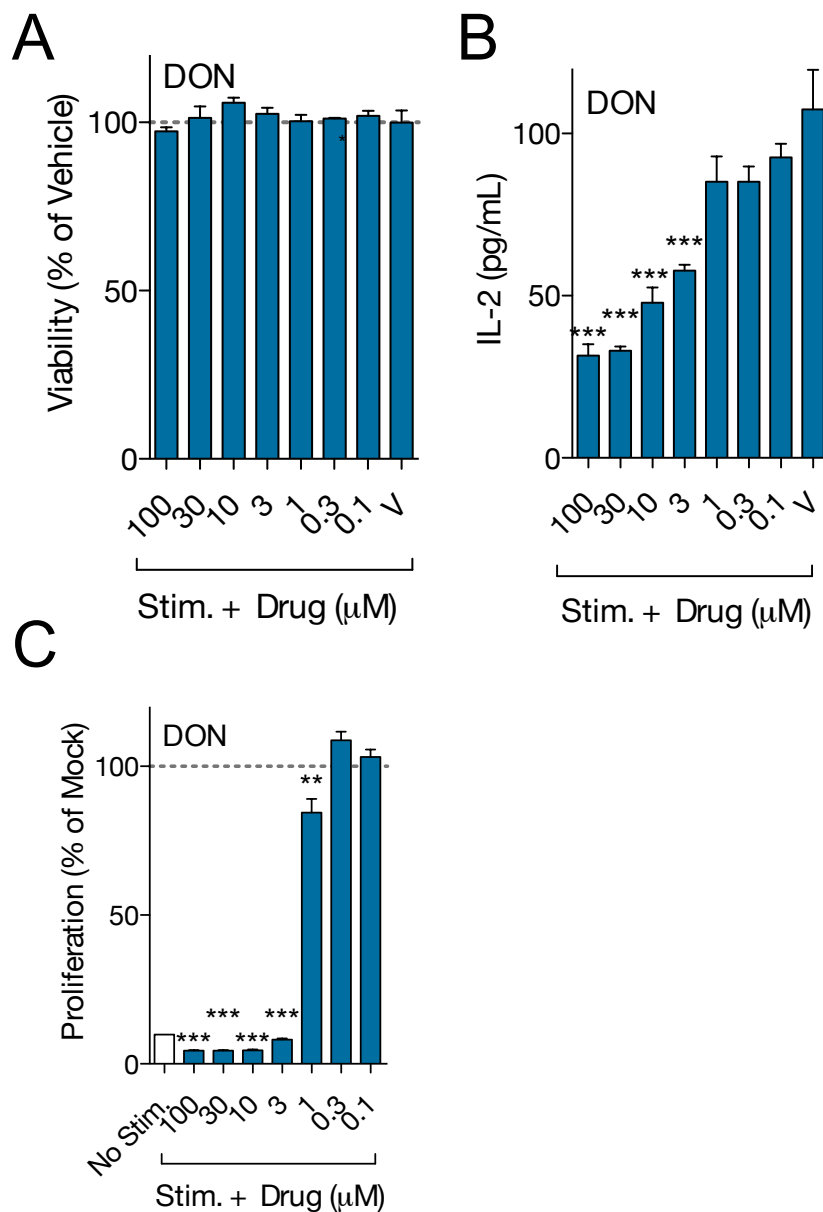 A
DON
Viability (% of Vehicle)
100
50
0
*
100 30 10 3 1 0.3 0.1 V
Stim. + Drug (μM)
B
DON
IL-2 (pg/mL)
100
50
0
*** *** *** ***
100 30 10 3 1 0.3 0.1 V
Stim. + Drug (μM)
C
DON
Proliferation (% of Mock)
100
50
0
*** *** *** *** **
No Stim. 100 30 10 3 1 0.3 0.1
Stim. + Drug (μM)